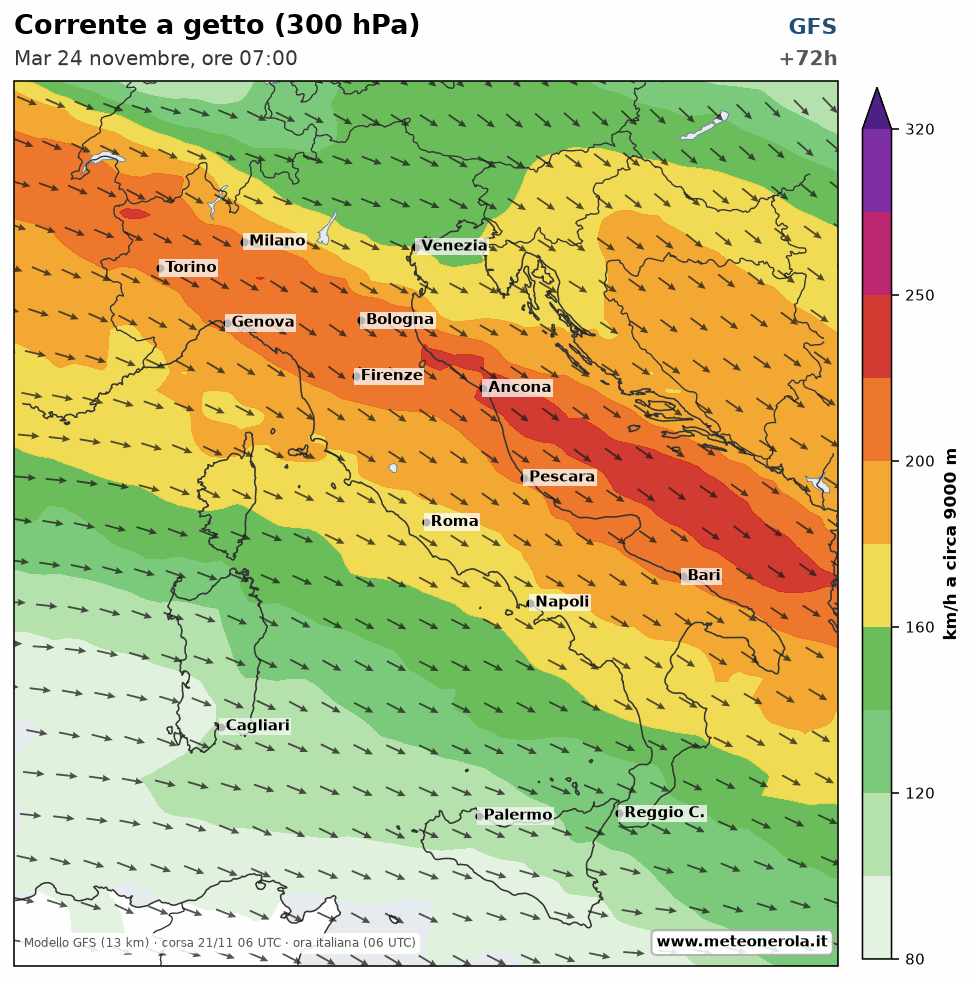 Corrente a getto (300 hPa)
GFS
Mar 24 novembre, ore 07:00
+72h
320
Milano
Venezia
Torino
250
Genova
Bologna
Firenze
Ancona
200
Pescara
Roma
km/h a circa 9000 m
Bari
Napoli
160
Cagliari
120
Palermo
Reggio C.
Modello GFS (13 km) · corsa 21/11 06 UTC · ora italiana (06 UTC)
www.meteonerola.it
80